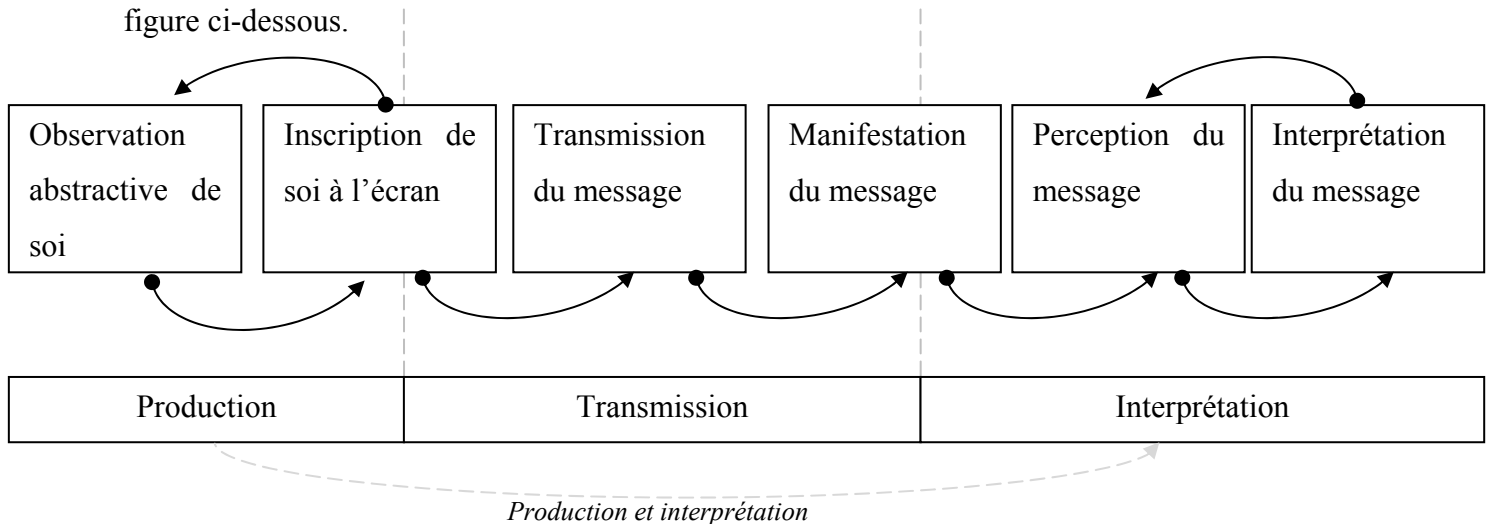 figure ci-dessous.
Observation
abstractive de
soi
Inscription de
soi à l’écran
Transmission
du message
Manifestation
du message
Perception du
message
Interprétation
du message
Production
Transmission
Interprétation
Production et interprétation